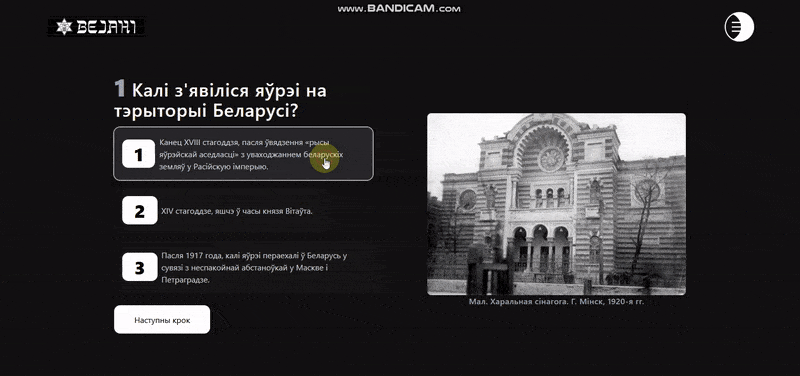 www.BANDICAM.com
ВЕЈАНІ
1 Калі з'явіліся яўрэі на
тэрыторыі Беларусі?
1
Канец XVIII стагоддзя, пасля ўвядзення «рысы
яўрэйскай аседласці» з уваходжаннем беларускіх
земляў у Расійскую імперыю.
2
XIV стагоддзе, яшчэ ў часы князя Вітаўта.
3
Пасля 1917 года, калі яўрэі пераехалі ў Беларусь у
сувязі з неспакойнай абстаноўкай у Маскве і
Петраградзе.
Наступны крок
Мал. Харальная сінагога. Г. Мінск, 1920-я гг.